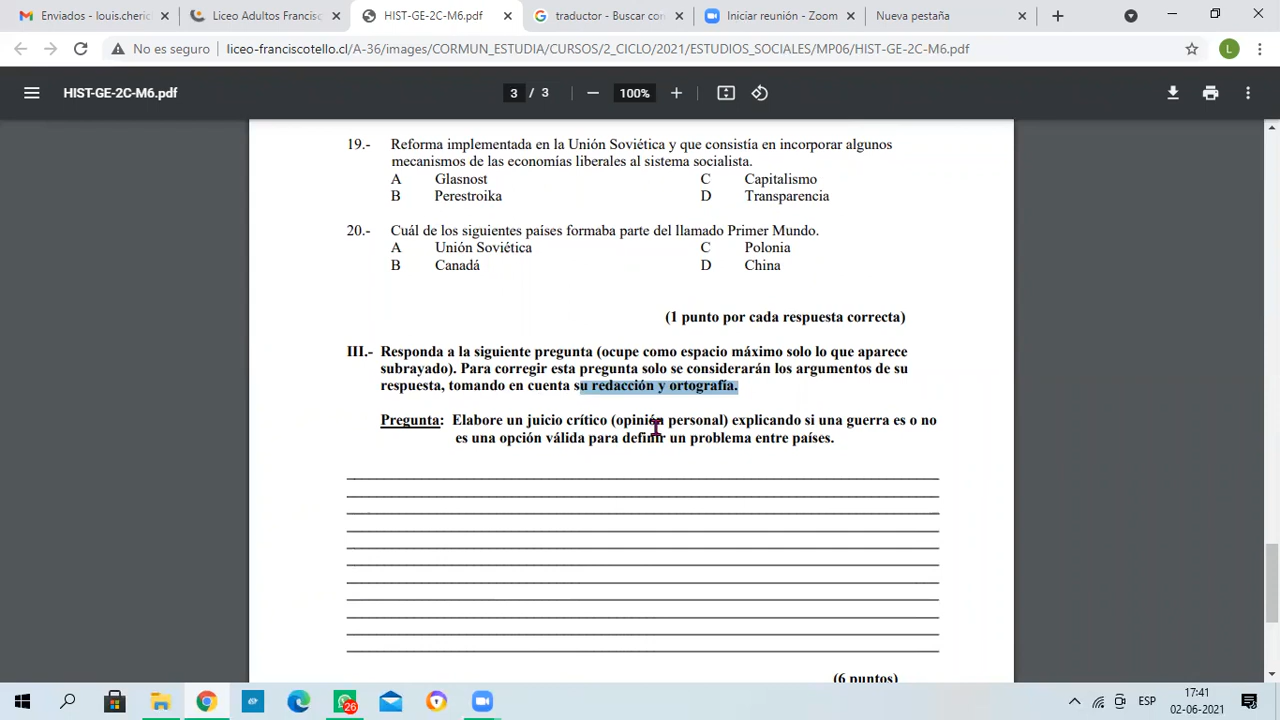 Enviados - louis.cheric
Liceo Adultos Francis
HIST-GE-2C-M6.pdf
traductor - Buscar con
Iniciar reunión - Zoom
Nueva pestaña
No es seguro
liceo-franciscotello.cl/A-36/images/CORMUN_ESTUDIA/CURSOS/2_CICLO/2021/ESTUDIOS_SOCIALES/MP06/HIST-GE-2C-M6.pdf
L
HIST-GE-2C-M6.pdf
3 / 3
100%
19.- Reforma implementada en la Unión Soviética y que consistía en incorporar algunos
mecanismos de las economías liberales al sistema socialista.
A Glasnost C Capitalismo
B Perestroika D Transparencia
20.- Cuál de los siguientes países formaba parte del llamado Primer Mundo.
A Unión Soviética C Polonia
B Canadá D China
(1 punto por cada respuesta correcta)
III.- Responda a la siguiente pregunta (ocupe como espacio máximo solo lo que aparece
subrayado). Para corregir esta pregunta solo se considerarán los argumentos de su
respuesta, tomando en cuenta su redacción y ortografía.
Pregunta: Elabore un juicio crítico (opinión personal) explicando si una guerra es o no
es una opción válida para definir un problema entre países.
(6 puntos)
26
ESP
17:41
02-06-2021